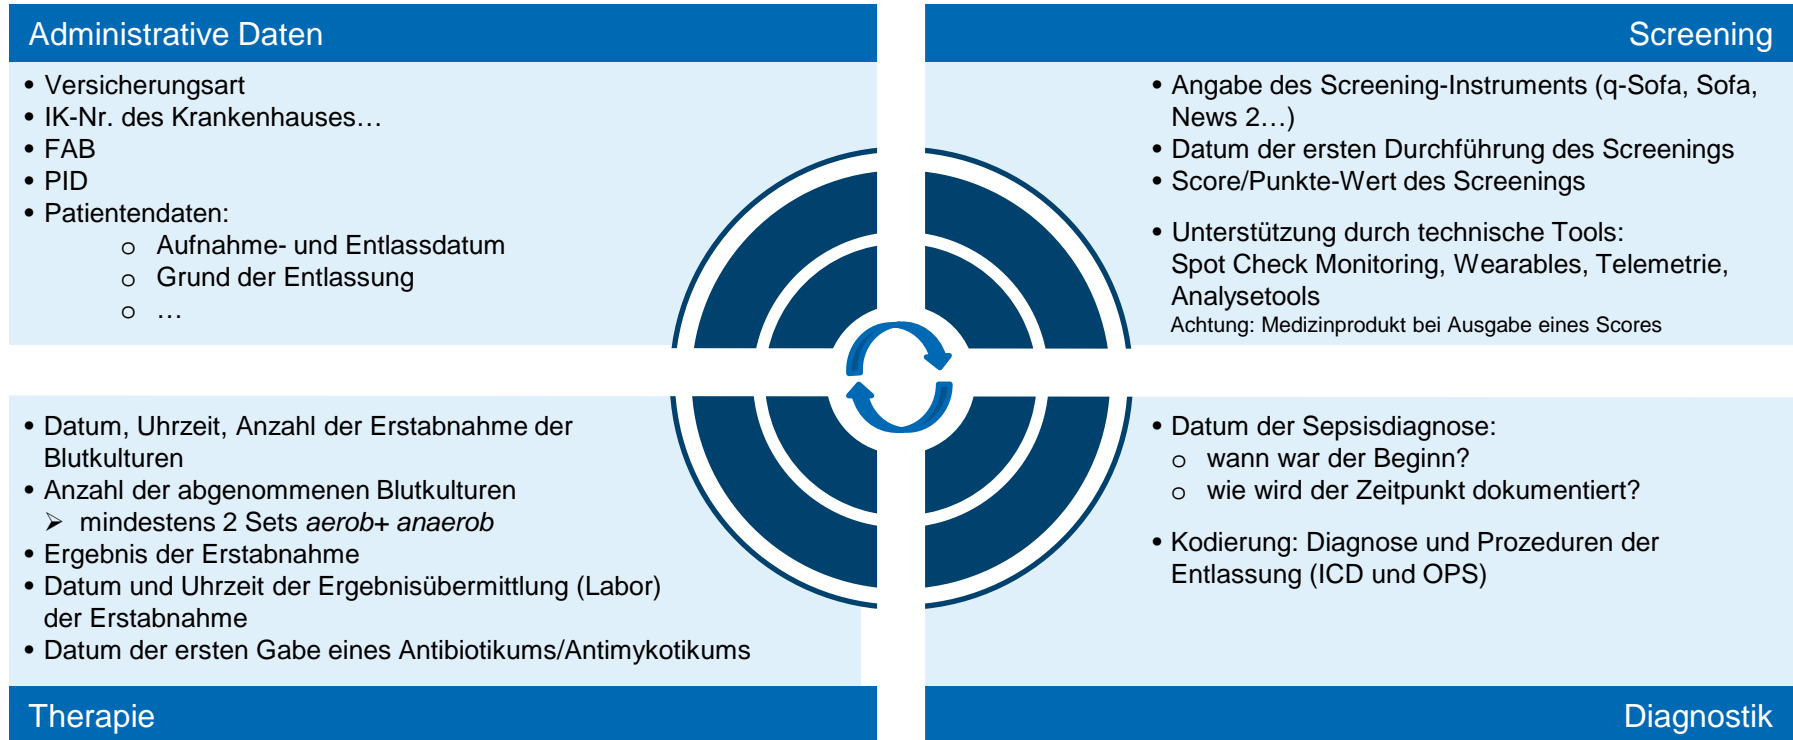 Administrative Daten
• Versicherungsart
• IK-Nr. des Krankenhauses…
• FAB
• PID
• Patientendaten:
o Aufnahme- und Entlassdatum
o Grund der Entlassung
o …
Screening
• Angabe des Screening-Instruments (q-Sofa, Sofa,
News 2…)
• Datum der ersten Durchführung des Screenings
• Score/Punkte-Wert des Screenings
• Unterstützung durch technische Tools:
Spot Check Monitoring, Wearables, Telemetrie,
Analysetools
Achtung: Medizinprodukt bei Ausgabe eines Scores
• Datum, Uhrzeit, Anzahl der Erstabnahme der
Blutkulturen
• Anzahl der abgenommenen Blutkulturen
➢ mindestens 2 Sets aerob+ anaerob
• Ergebnis der Erstabnahme
• Datum und Uhrzeit der Ergebnisübermittlung (Labor)
der Erstabnahme
• Datum der ersten Gabe eines Antibiotikums/Antimykotikums
Therapie
• Datum der Sepsisdiagnose:
o wann war der Beginn?
o wie wird der Zeitpunkt dokumentiert?
• Kodierung: Diagnose und Prozeduren der
Entlassung (ICD und OPS)
Diagnostik